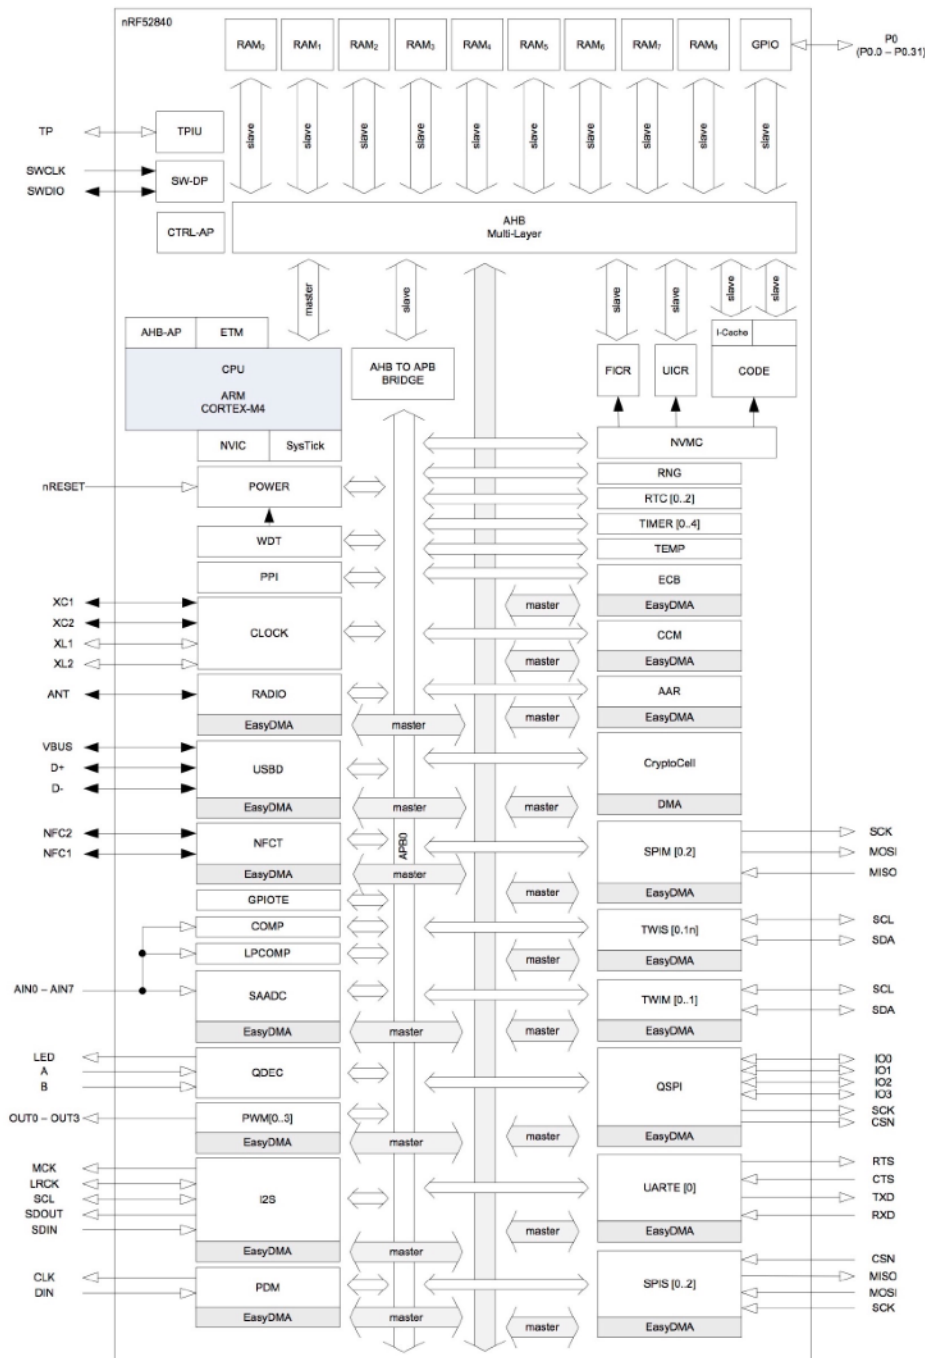 nRF52840
RAM0 RAM1 RAM2 RAM3 RAM4 RAM5 RAM6 RAM7 RAM8 GPIO
P0
(P0.0 – P0.31)
slave slave slave slave slave slave slave slave slave slave
TP
TPIU
SWCLK
SWDIO
SW-DP
CTRL-AP
AHB
Multi-Layer
master slave slave slave slave slave
AHB-AP ETM
CPU
ARM
CORTEX-M4
NVIC SysTick
AHB TO APB
BRIDGE
FICR UICR
I-Cache
CODE
NVMC
nRESET
POWER
RNG
RTC [0..2]
WDT
TIMER [0..4]
TEMP
PPI
ECB
master EasyDMA
XC1
XC2
XL1
XL2
CLOCK
CCM
master EasyDMA
ANT
RADIO
EasyDMA master
AAR
master EasyDMA
VBUS
D+
D-
USBD
EasyDMA master
CryptoCell
master DMA
NFC2
NFC1
NFCT
EasyDMA master
APB0
SPIM [0.2]
master EasyDMA
SCK
MOSI
MISO
GPIOTE
COMP
LPCOMP
TWIS [0.1n]
master EasyDMA
SCL
SDA
AIN0 – AIN7
SAADC
EasyDMA master
TWIM [0..1]
master EasyDMA
SCL
SDA
LED
A
B
QDEC
QSPI
master EasyDMA
IO0
IO1
IO2
IO3
SCK
CSN
OUT0 – OUT3
PWM[0..3]
EasyDMA master
MCK
LRCK
SCL
SDOUT
SDIN
I2S
EasyDMA master
UARTE [0]
master EasyDMA
RTS
CTS
TXD
RXD
CLK
DIN
PDM
EasyDMA master
SPIS [0..2]
master EasyDMA
CSN
MISO
MOSI
SCK